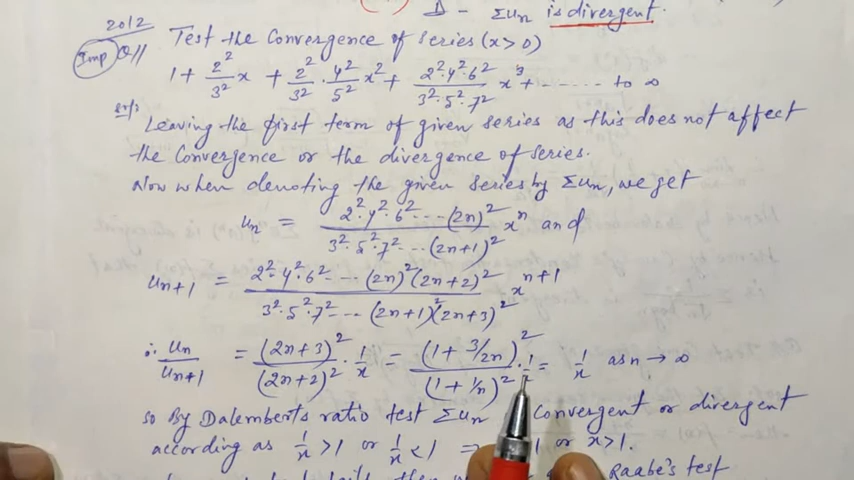 D - Σuₙ is divergent.
2012
Imp Q11 Test the Convergence of Series (x>0)
1 + 2²/3² x + 2²/3² · 4²/5² x² + 2²·4²·6²/3²·5²·7² x³ + ------ to ∞
Solⁿ: Leaving the first term of given series as this does not affect
the Convergence or the divergence of series.
Now when denoting the given Series by Σuₙ, we get
uₙ = 2²·4²·6² --- (2n)² / 3²·5²·7² --- (2n+1)² xⁿ and
uₙ₊₁ = 2²·4²·6² --- (2n)²(2n+2)² / 3²·5²·7² --- (2n+1)²(2n+3)² xⁿ⁺¹
∴ uₙ/uₙ₊₁ = (2n+3)²/(2n+2)² · 1/x = (1 + 3/2n)²/(1 + 1/n)² · 1/x = 1/x as n → ∞
So By Dalembert's ratio test Σuₙ Convergent or divergent
according as 1/x > 1 or 1/x < 1 ⇒ 1 or x>1.
Raabe's test